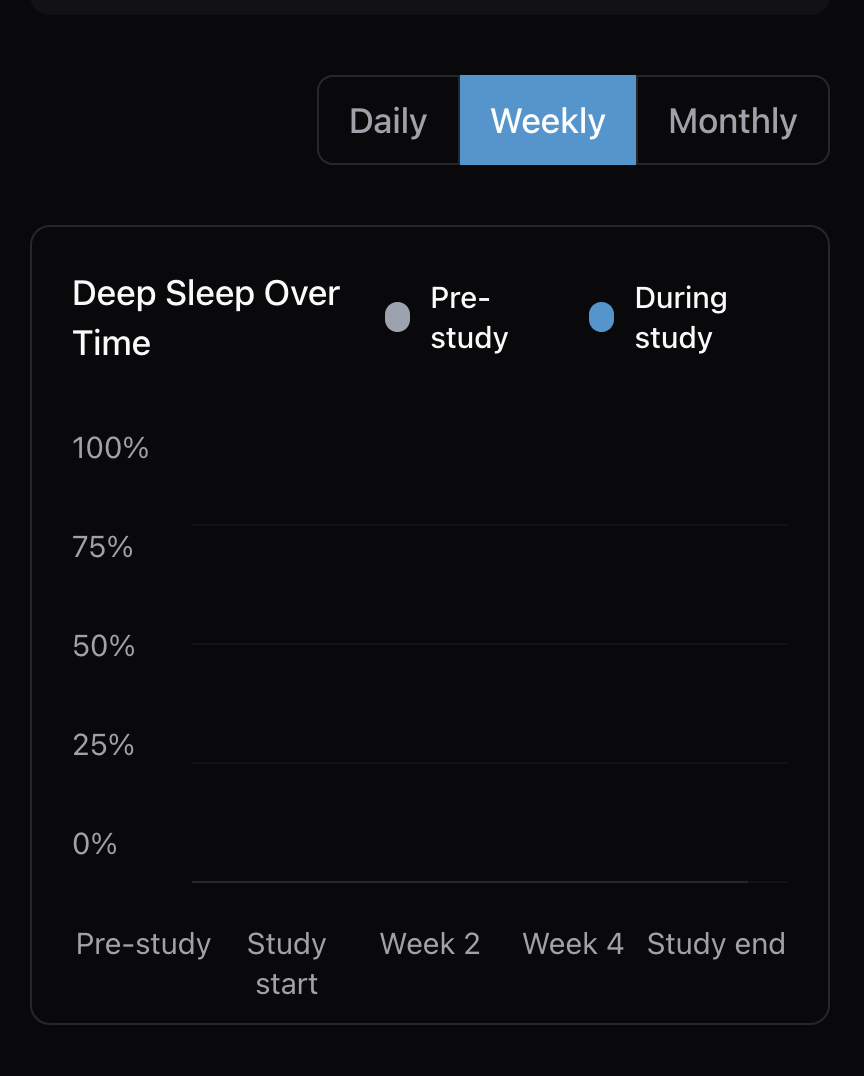 Daily
Weekly
Monthly
Deep Sleep Over
Time
Pre-
study
During
study
100%
75%
50%
25%
0%
Pre-study
Study
start
Week 2
Week 4
Study end